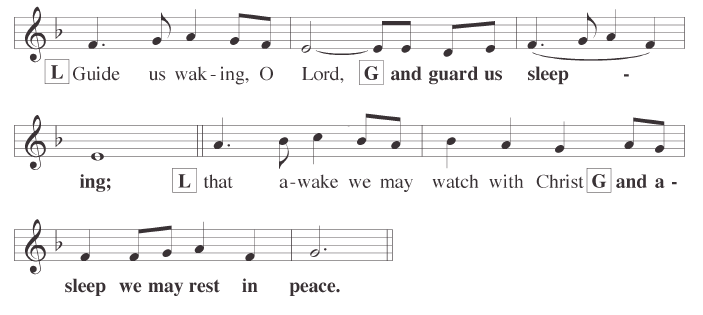 L Guide us wak - ing, O Lord, G and guard us sleep -
ing; L that a - wake we may watch with Christ G and a -
sleep we may rest in peace.